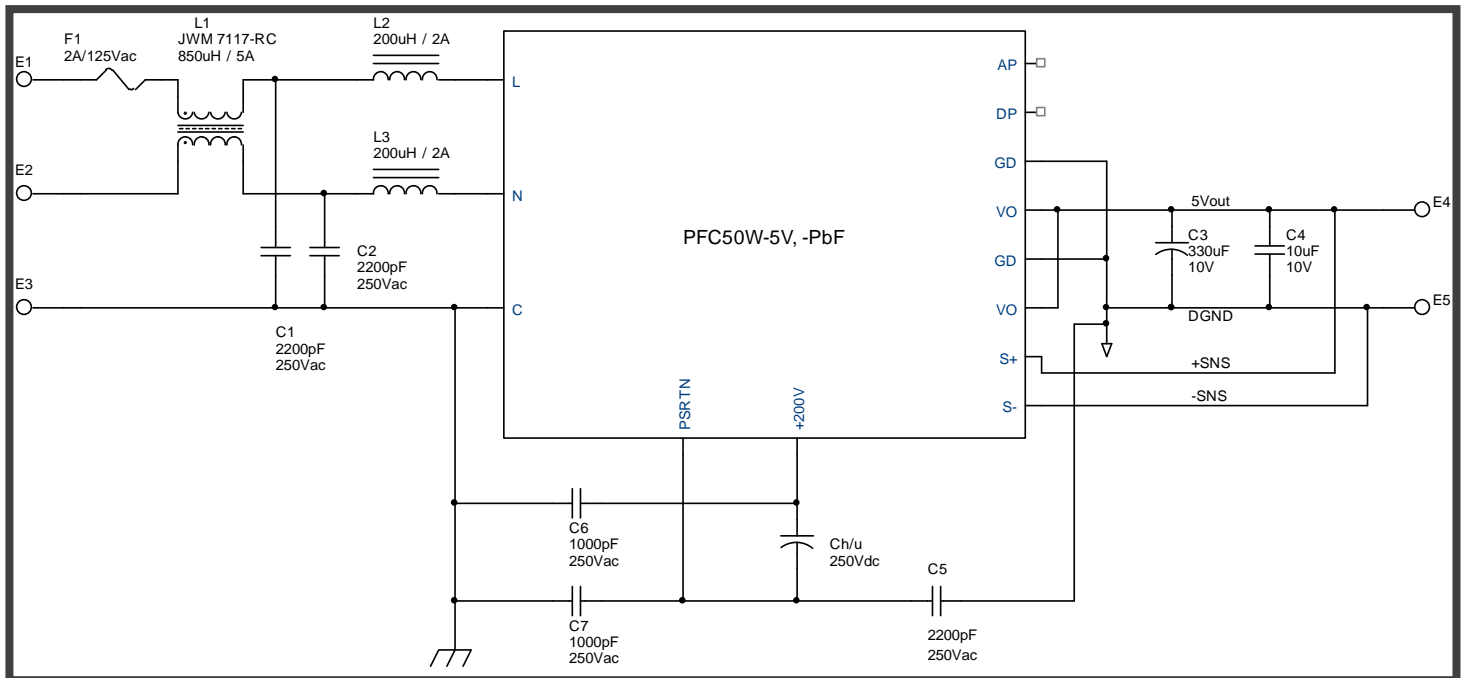 F1
2A/125Vac
L1
JWM 7117-RC
850uH / 5A
L2
200uH / 2A
E1
L
AP
DP
L3
200uH / 2A
GD
E2
N
VO
5Vout
E4
PFC50W-5V, -PbF
C2
2200pF
250Vac
C3
330uF
10V
C4
10uF
10V
GD
E3
C
VO
DGND
E5
C1
2200pF
250Vac
S+
+SNS
S-
-SNS
PSRTN
+200V
C6
1000pF
250Vac
Ch/u
250Vdc
C5
2200pF
250Vac
C7
1000pF
250Vac